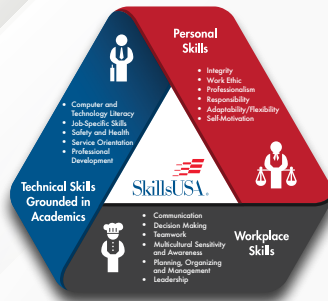 Personal
Skills
• Integrity
• Work Ethic
• Professionalism
• Responsibility
• Adaptability/Flexibility
• Self-Motivation
• Computer and
Technology Literacy
• Job-Specific Skills
• Safety and Health
• Service Orientation
• Professional
Development
Technical Skills
Grounded in
Academics
SkillsUSA®
• Communication
• Decision Making
• Teamwork
• Multicultural Sensitivity
and Awareness
• Planning, Organizing
and Management
• Leadership
Workplace
Skills